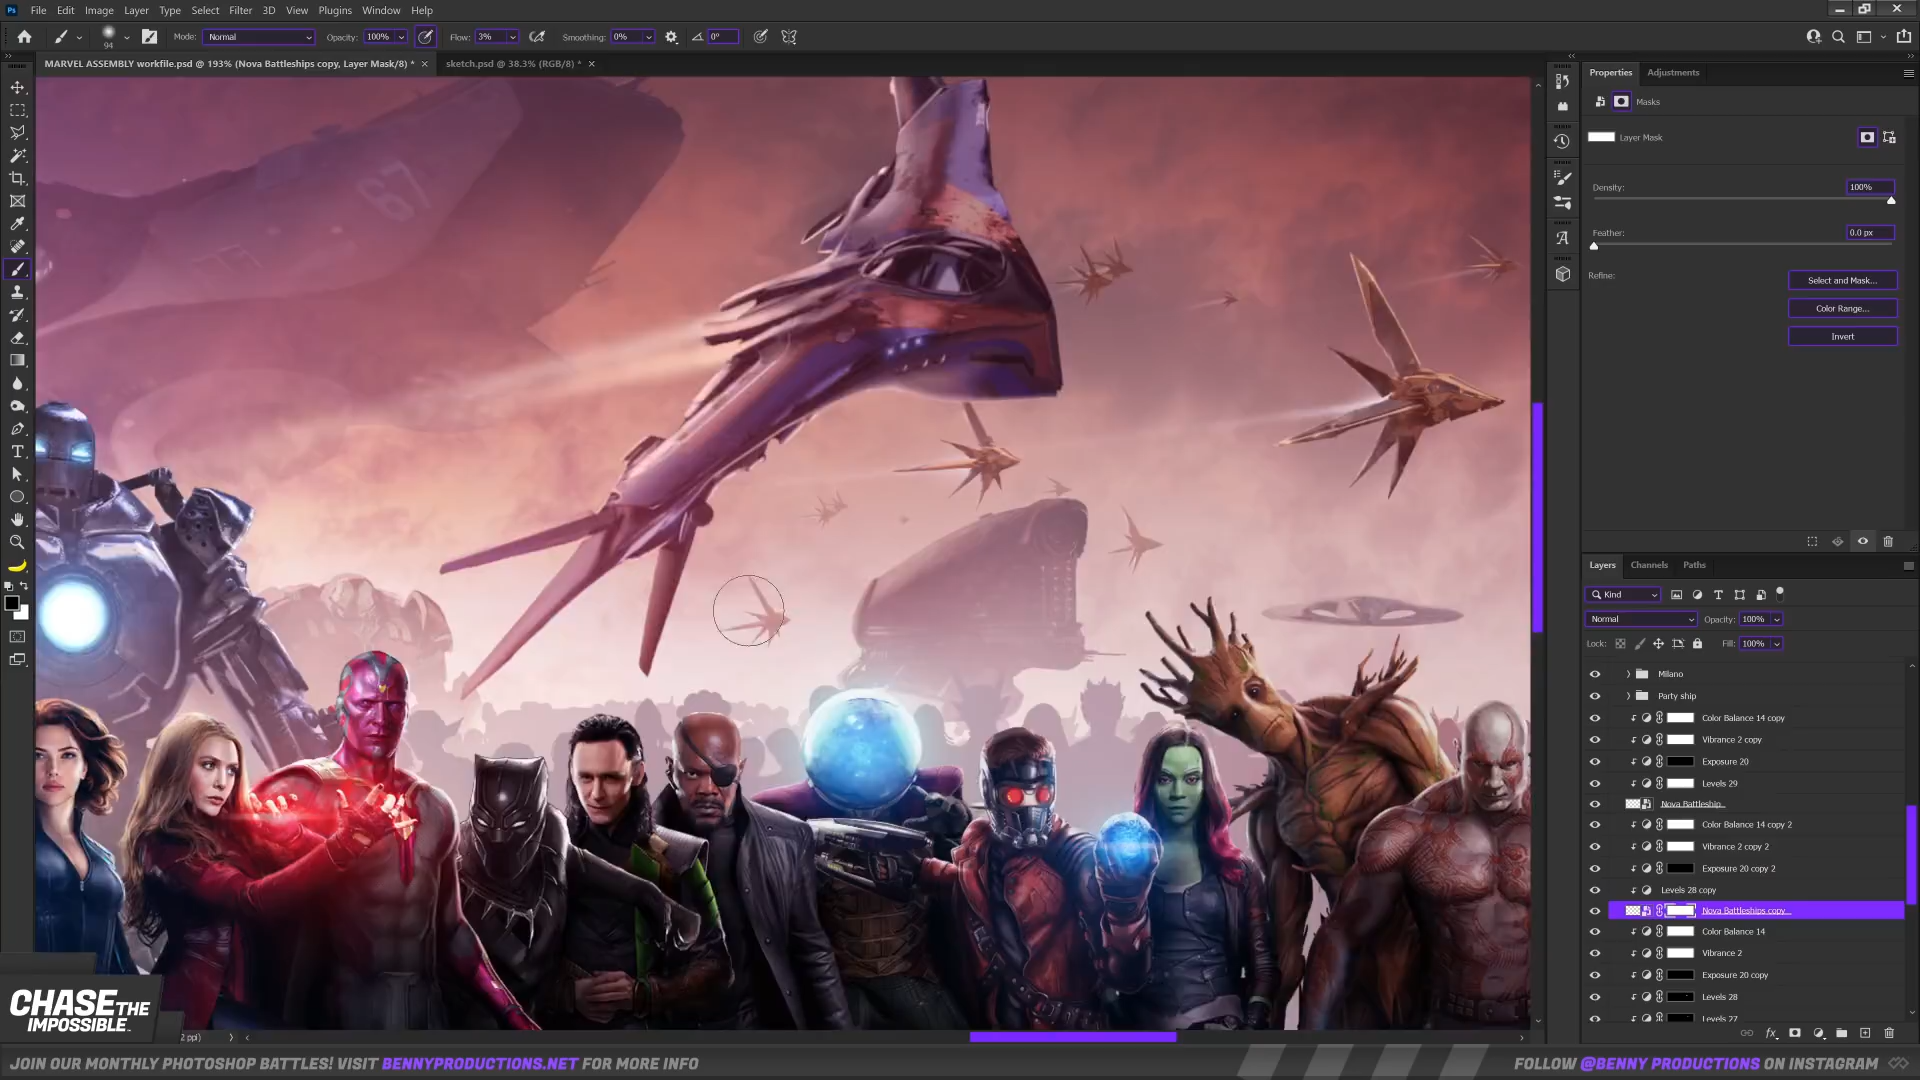 File Edit Image Layer Type Select Filter 3D View Plugins Window Help
94 Mode: Normal Opacity: 100% Flow: 3% Smoothing: 0% 0°
MARVEL ASSEMBLY workfile.psd @ 193% (Nova Battleships copy, Layer Mask/8) *
sketch.psd @ 38.3% (RGB/8) *
Properties Adjustments
Masks
Layer Mask
Density: 100%
Feather: 0.0 px
Refine:
Select and Mask...
Color Range...
Invert
Layers Channels Paths
Kind
Normal Opacity: 100%
Lock: Fill: 100%
Milano
Party ship
Color Balance 14 copy
Vibrance 2 copy
Exposure 20
Levels 29
Nova Battleship
Color Balance 14 copy 2
Vibrance 2 copy 2
Exposure 20 copy 2
Levels 28 copy
Nova Battleships copy
Color Balance 14
Vibrance 2
Exposure 20 copy
Levels 28
Levels 27
CHASE THE
IMPOSSIBLE
2 ppi)
JOIN OUR MONTHLY PHOTOSHOP BATTLES! VISIT BENNYPRODUCTIONS.NET FOR MORE INFO
FOLLOW @BENNY PRODUCTIONS ON INSTAGRAM